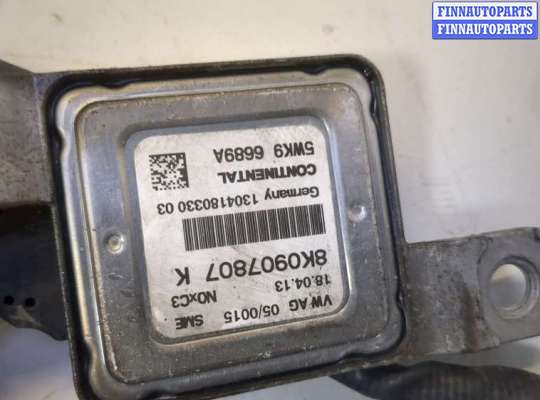 FINNAUTOPARTS
FINNAUTOPARTS
VW AG 05/0015 SME
18.04.13 NOxC3
8K0907807 K
Germany 1304180330 03
CONTINENTAL
5WK9 6689A